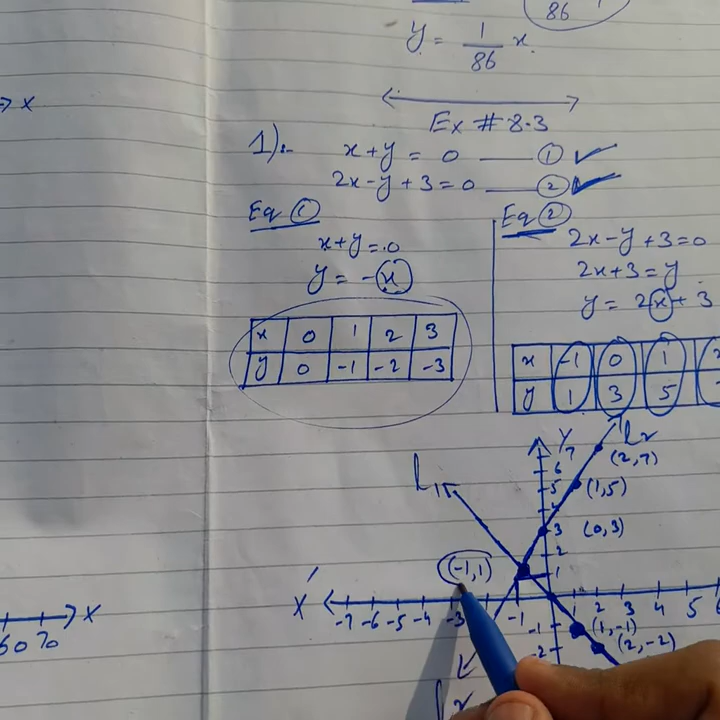 86
y = 1/86 x.
→ x
Ex # 8.3
1):- x+y = 0 — ①
2x-y+3=0 — ②
Eq ①
x+y=0
y = -x
x 0 1 2 3
y 0 -1 -2 -3
Eq ②
2x-y+3=0
2x+3=y
y = 2x+3
x -1 0 1
y 1 3 5
Y
7
(2,7)
6
5 (1,5)
4
3 (0,3)
2
(-1,1) 1
X′ -7 -6 -5 -4 -3 -1 1 2 3 4 5 6
-1 (1,-1)
-2 (2,-2)
60 70 → x